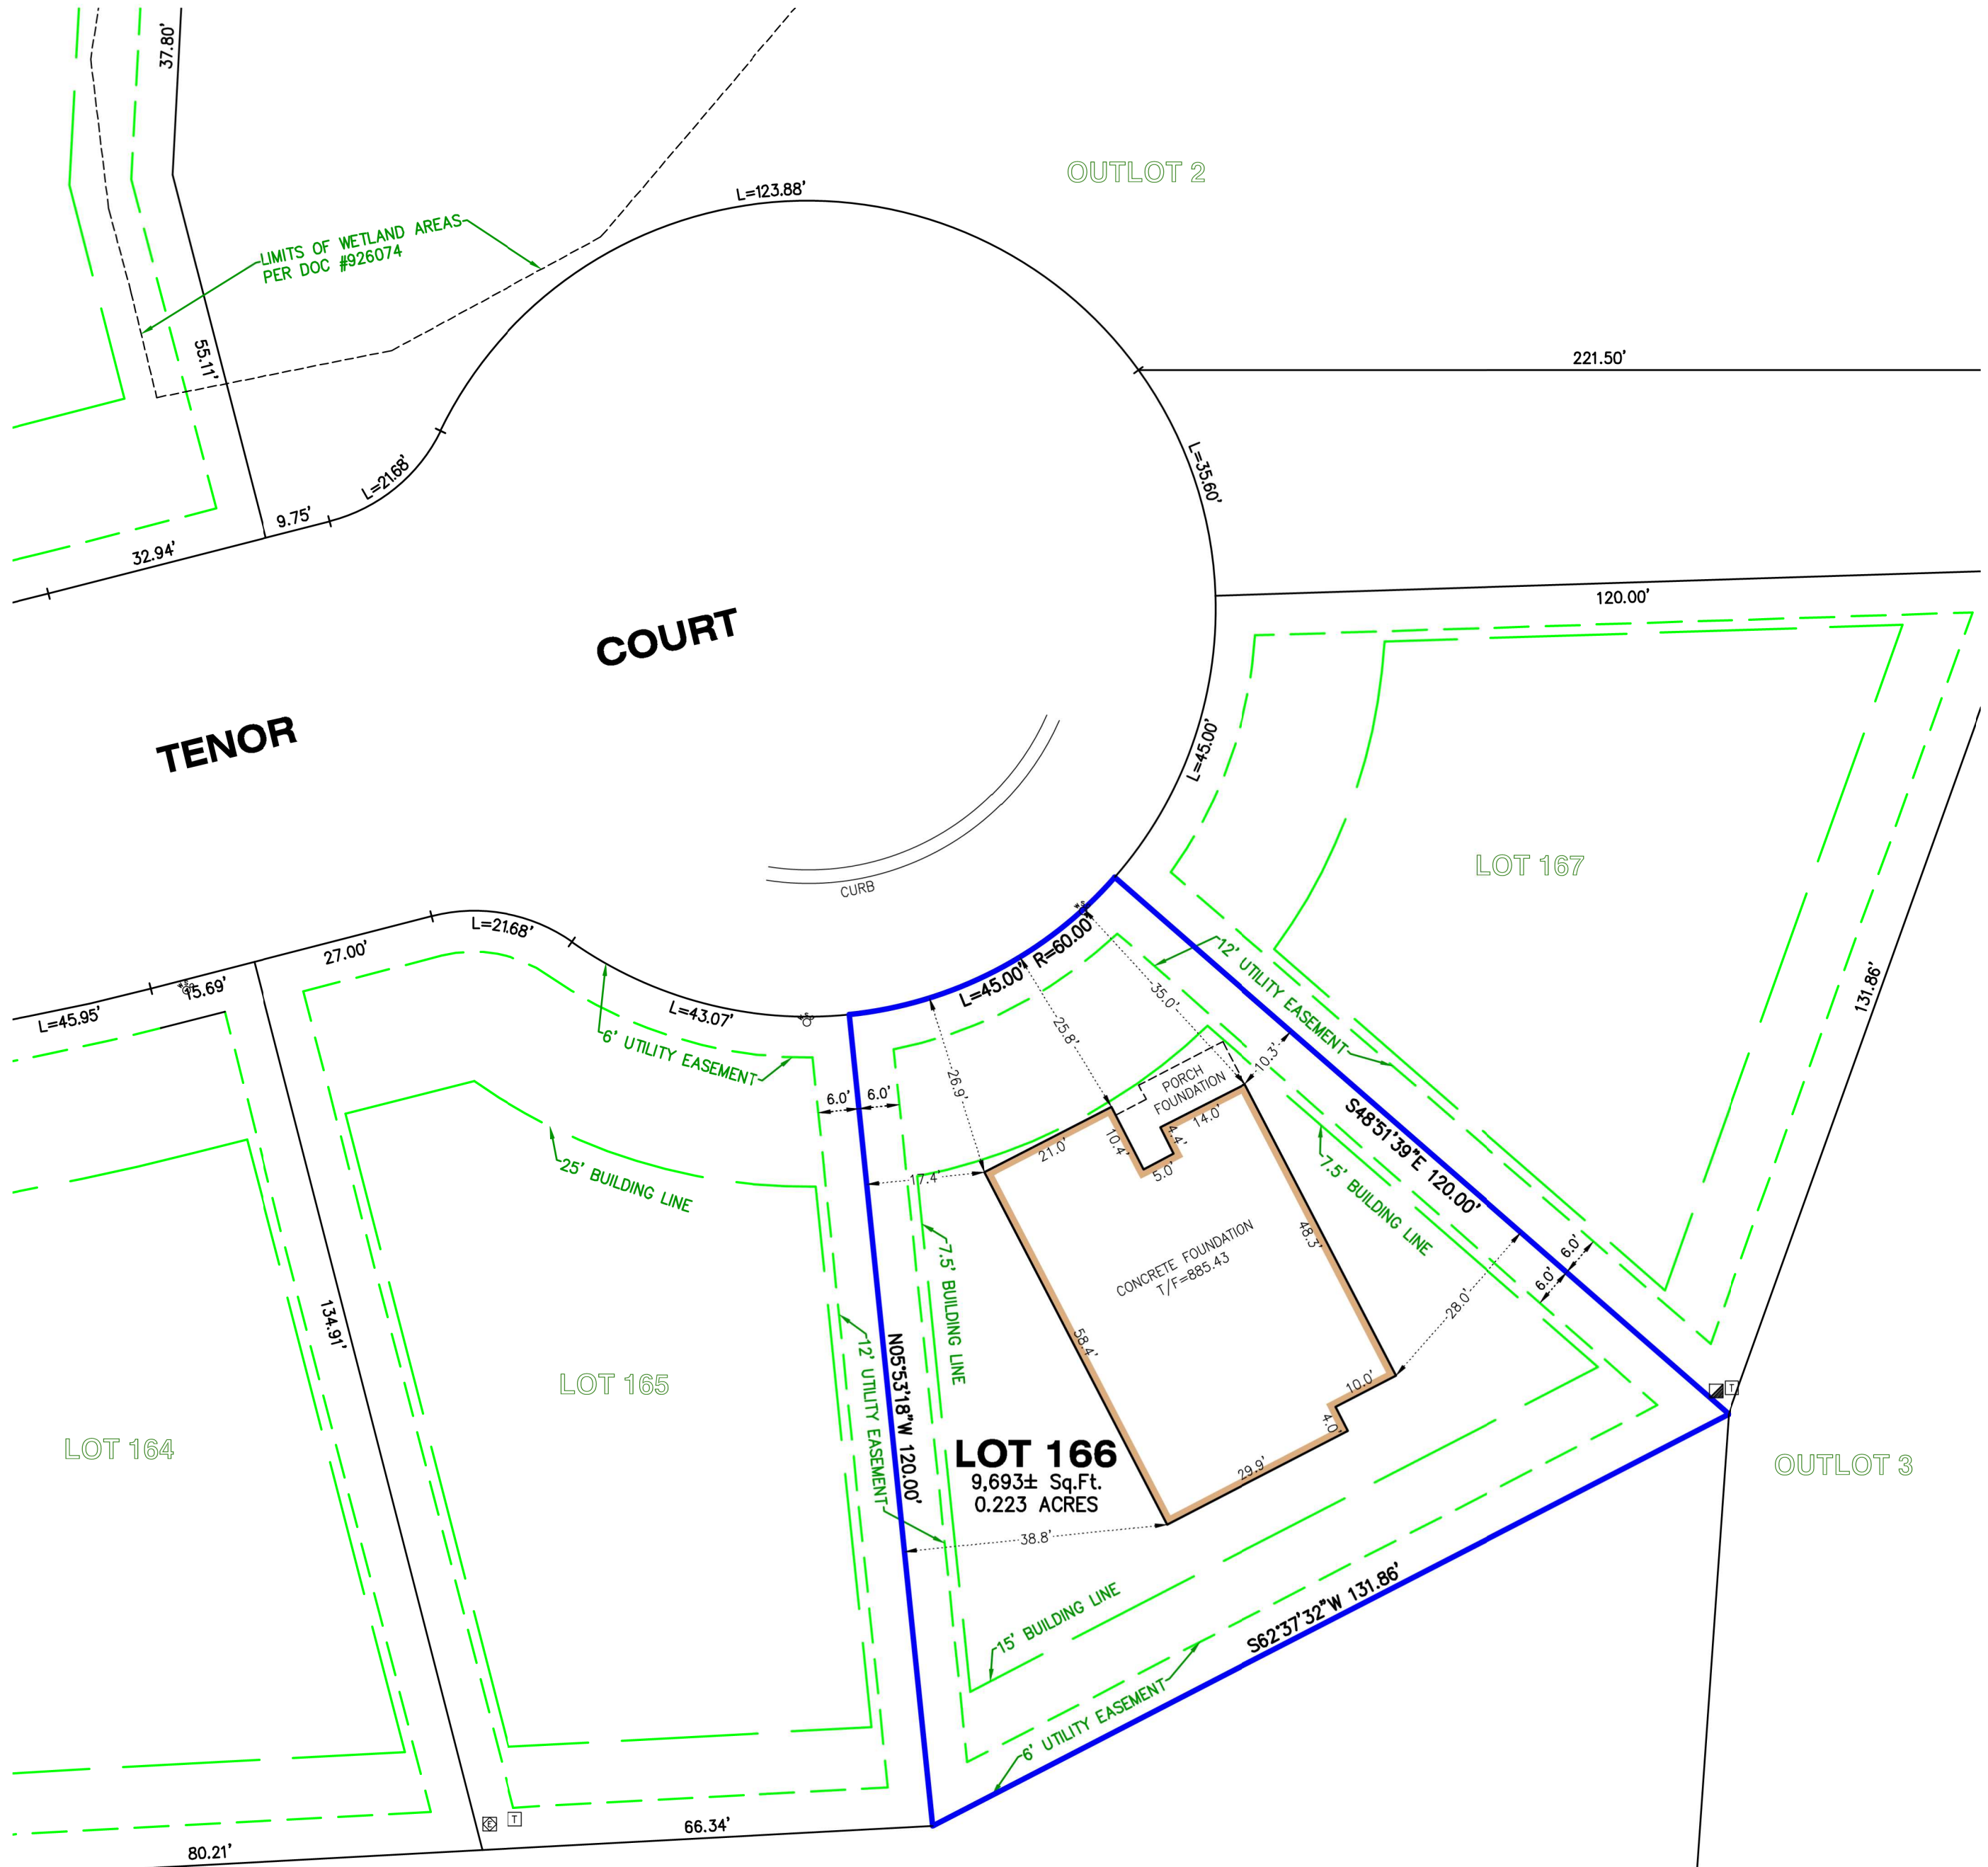 37.80'
OUTLOT 2
L=123.88'
LIMITS OF WETLAND AREAS
PER DOC #926074
55.11'
221.50'
L=35.60'
L=21.68'
9.75'
32.94'
120.00'
COURT
TENOR
L=45.00'
LOT 167
CURB
L=21.68'
27.00'
15.69'
L=45.95'
L=43.07'
L=45.00' R=60.00'
12' UTILITY EASEMENT
131.86'
6' UTILITY EASEMENT
35.0'
25.8'
26.9'
10.3'
6.0'
6.0'
PORCH
FOUNDATION
14.0'
4.4'
10.4'
5.0'
21.0'
17.4'
25' BUILDING LINE
S48°51'39"E 120.00'
7.5' BUILDING LINE
7.5' BUILDING LINE
48.3'
CONCRETE FOUNDATION
T/F=885.43
6.0'
6.0'
28.0'
134.91'
58.4'
N05°53'18"W 120.00'
12' UTILITY EASEMENT
10.0'
4.0'
T
LOT 165
LOT 164
LOT 166
9,693± Sq.Ft.
0.223 ACRES
29.9'
OUTLOT 3
38.8'
15' BUILDING LINE
S62°37'32"W 131.86'
6' UTILITY EASEMENT
E
T
66.34'
80.21'